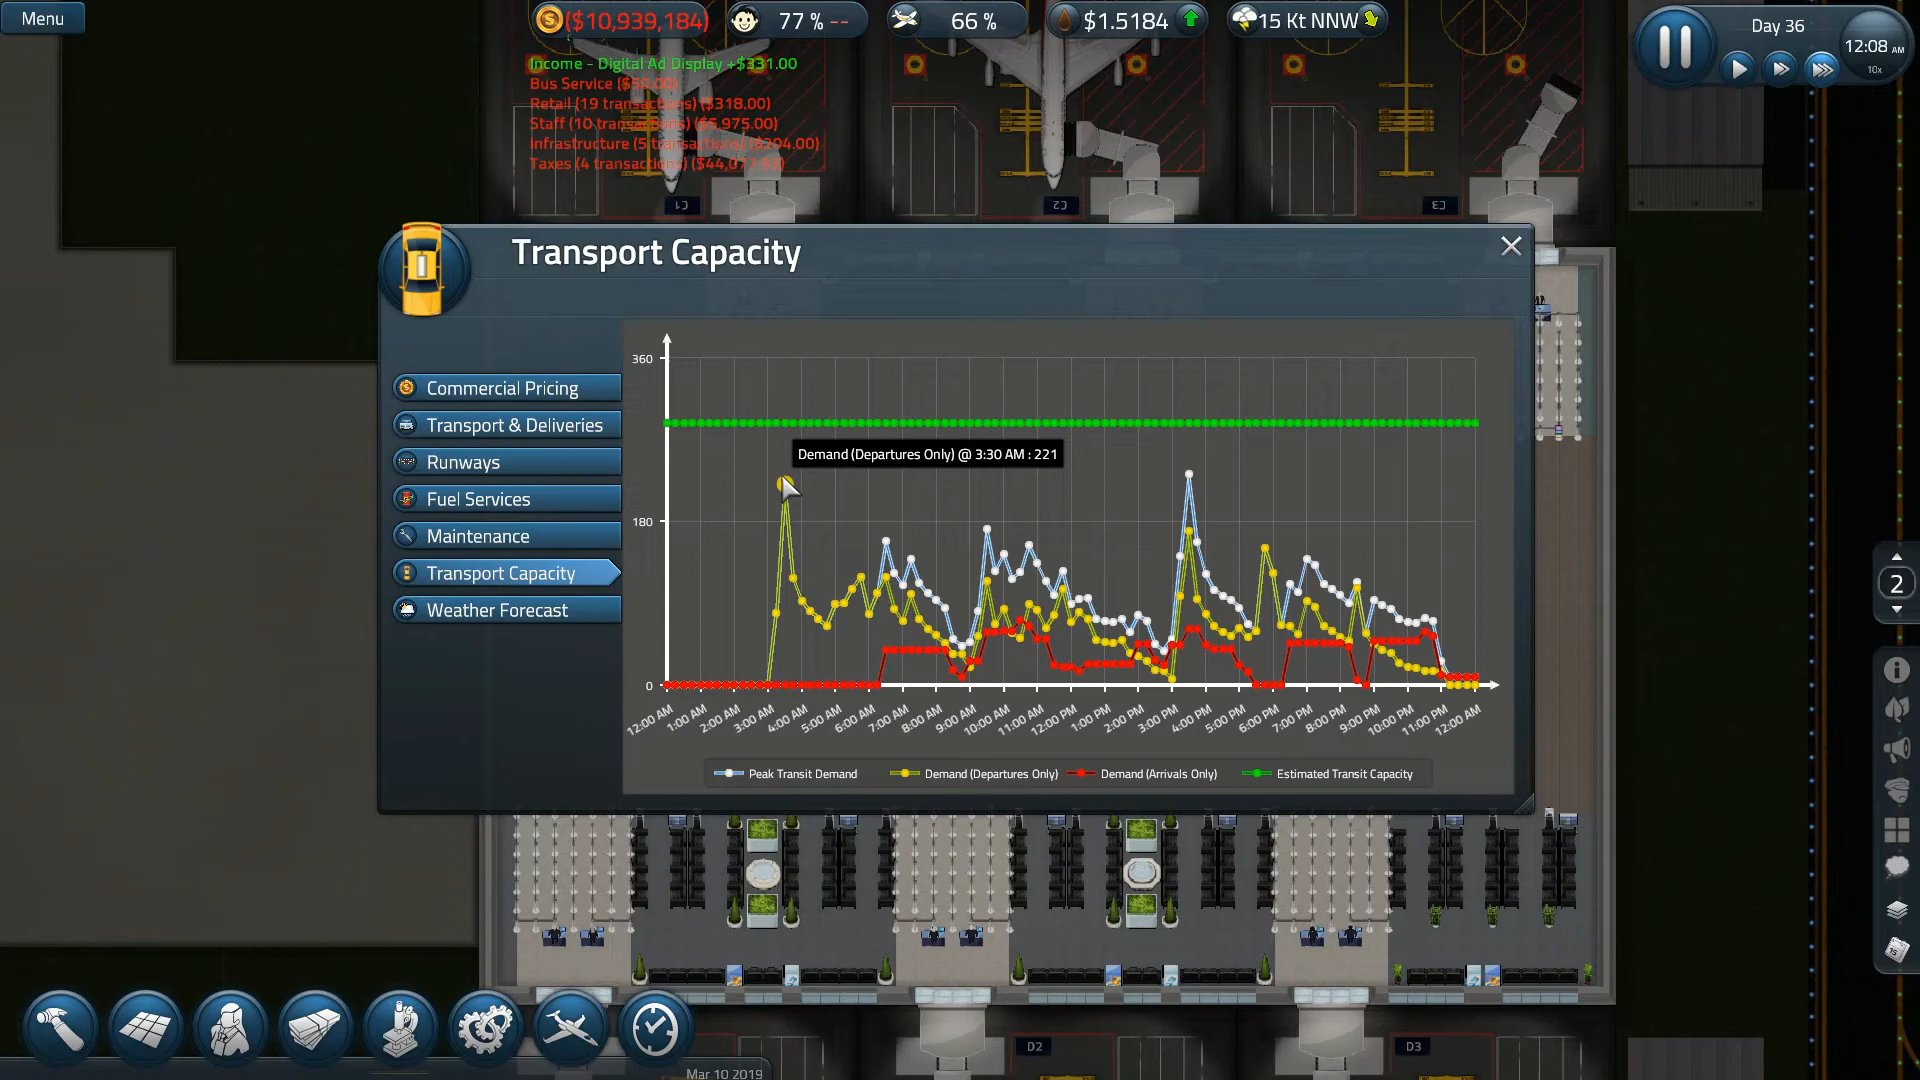 Menu
($10,939,184)
77 % --
66 %
$1.5184
15 Kt NNW
Day 36
12:08 AM
10x
Income - Digital Ad Display +$331.00
Bus Service ($50.00)
Retail (19 transactions) ($318.00)
Staff (10 transactions) ($5,975.00)
Infrastructure (5 transactions) ($204.00)
Taxes (4 transactions)
C1
C2
C3
Transport Capacity
Commercial Pricing
Transport & Deliveries
Runways
Fuel Services
Maintenance
Transport Capacity
Weather Forecast
360
180
0
Demand (Departures Only) @ 3:30 AM : 221
12:00 AM
1:00 AM
2:00 AM
3:00 AM
4:00 AM
5:00 AM
6:00 AM
7:00 AM
8:00 AM
9:00 AM
10:00 AM
11:00 AM
12:00 PM
1:00 PM
2:00 PM
3:00 PM
4:00 PM
5:00 PM
6:00 PM
7:00 PM
8:00 PM
9:00 PM
10:00 PM
11:00 PM
12:00 AM
Peak Transit Demand
Demand (Departures Only)
Demand (Arrivals Only)
Estimated Transit Capacity
2
D2
D3
Mar 10 2019